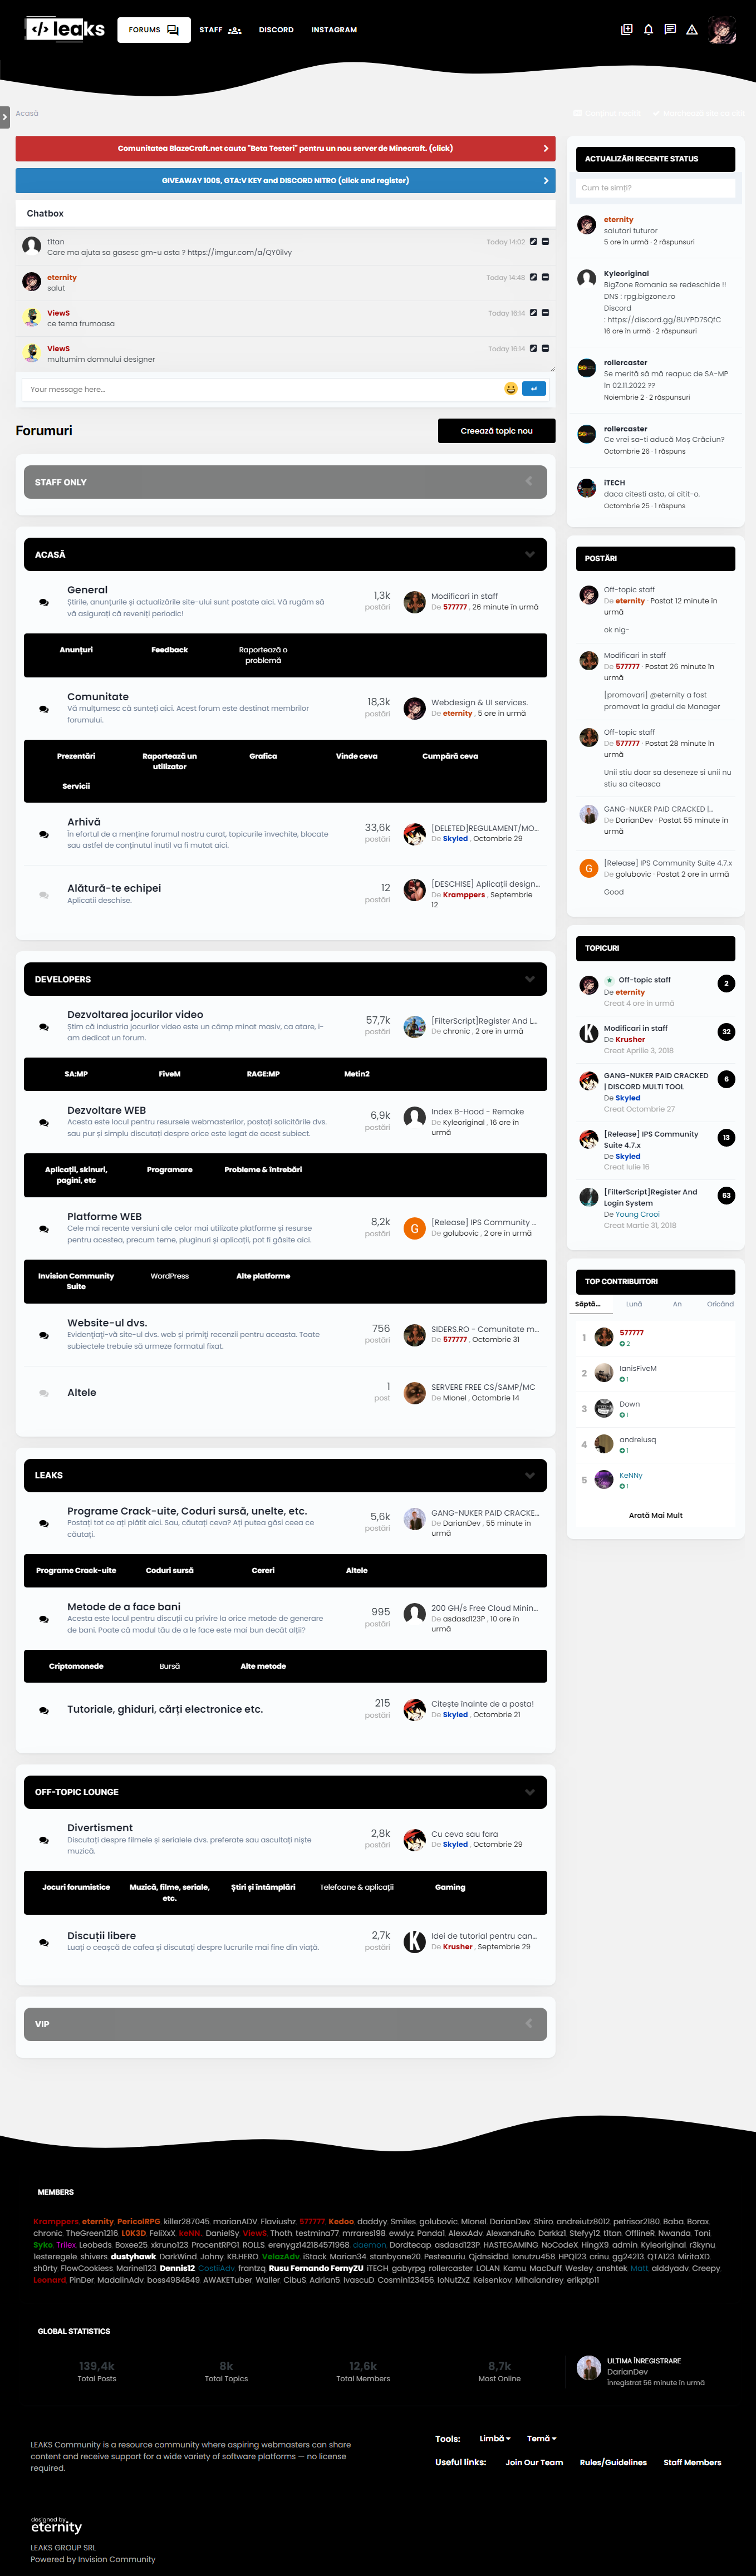 </> leaks
FORUMS STAFF DISCORD INSTAGRAM
Acasă
Comunitatea BlazeCraft.net cauta "Beta Testeri" pentru un nou server de Minecraft. (click)
GIVEAWAY 100$, GTA:V KEY and DISCORD NITRO (click and register)
Chatbox
t1tan Today 14:02
Care ma ajuta sa gasesc gm-u asta ? https://imgur.com/a/QY0iivy
eternity Today 14:48
salut
ViewS Today 16:14
ce tema frumoasa
ViewS Today 16:14
multumim domnului designer
Your message here...
Forumuri
Creează topic nou
STAFF ONLY
ACASĂ
General
Știrile, anunțurile și actualizările site-ului sunt postate aici. Vă rugăm să
vă asigurați că reveniți periodic!
1,3k
postări
Modificari in staff
De 577777 , 26 minute în urmă
Anunțuri Feedback Raportează o
problemă
Comunitate
Vă mulțumesc că sunteți aici. Acest forum este destinat membrilor
forumului.
18,3k
postări
Webdesign & UI services.
De eternity , 5 ore în urmă
Prezentări Raportează un
utilizator Grafica Vinde ceva Cumpără ceva
Servicii
Arhivă
În efortul de a menține forumul nostru curat, topicurile învechite, blocate
sau astfel de conținutul inutil va fi mutat aici.
33,6k
postări
[DELETED]REGULAMENT/MO...
De Skyled , Octombrie 29
Alătură-te echipei
Aplicatii deschise.
12
postări
[DESCHISE] Aplicații design...
De Kramppers , Septembrie
12
DEVELOPERS
Dezvoltarea jocurilor video
Știm că industria jocurilor video este un câmp minat masiv, ca atare, i-
am dedicat un forum.
57,7k
postări
[FilterScript]Register And L...
De chronic , 2 ore în urmă
SA:MP FiveM RAGE:MP Metin2
Dezvoltare WEB
Acesta este locul pentru resursele webmasterilor, postați solicitările dvs.
sau pur și simplu discutați despre orice este legat de acest subiect.
6,9k
postări
Index B-Hood - Remake
De Kyleoriginal , 16 ore în
urmă
Aplicații, skinuri,
pagini, etc Programare Probleme & întrebări
Platforme WEB
Cele mai recente versiuni ale celor mai utilizate platforme și resurse
pentru acestea, precum teme, pluginuri și aplicații, pot fi găsite aici.
8,2k
postări
[Release] IPS Community ...
De golubovic , 2 ore în urmă
Invision Community
Suite WordPress Alte platforme
Website-ul dvs.
Evidențiați-vă site-ul dvs. web și primiți recenzii pentru aceasta. Toate
subiectele trebuie să urmeze formatul fixat.
756
postări
SIDERS.RO - Comunitate m...
De 577777 , Octombrie 31
Altele
1
post
SERVERE FREE CS/SAMP/MC
De MIonel , Octombrie 14
LEAKS
Programe Crack-uite, Coduri sursă, unelte, etc.
Postați tot ce ați plătit aici. Sau, căutați ceva? Ați putea găsi ceea ce
căutați.
5,6k
postări
GANG-NUKER PAID CRACKE...
De DarianDev , 55 minute în
urmă
Programe Crack-uite Coduri sursă Cereri Altele
Metode de a face bani
Acesta este locul pentru discuții cu privire la orice metode de generare
de bani. Poate că modul tău de a le face este mai bun decât alții?
995
postări
200 GH/s Free Cloud Minin...
De asdasd123P , 10 ore în
urmă
Criptomonede Bursă Alte metode
Tutoriale, ghiduri, cărți electronice etc.
215
postări
Citește înainte de a posta!
De Skyled , Octombrie 21
OFF-TOPIC LOUNGE
Divertisment
Discutați despre filmele și serialele dvs. preferate sau ascultați niște
muzică.
2,8k
postări
Cu ceva sau fara
De Skyled , Octombrie 29
Jocuri forumistice Muzică, filme, seriale,
etc. Știri și întâmplări Telefoane & aplicații Gaming
Discuții libere
Luați o ceașcă de cafea și discutați despre lucrurile mai fine din viață.
2,7k
postări
Idei de tutorial pentru can...
De Krusher , Septembrie 29
VIP
ACTUALIZĂRI RECENTE STATUS
Cum te simți?
eternity
salutari tuturor
5 ore în urmă · 2 răspunsuri
Kyleoriginal
BigZone Romania se redeschide !!
DNS : rpg.bigzone.ro
Discord
: https://discord.gg/BUYPD7SQfC
16 ore în urmă · 2 răspunsuri
rollercaster
Se merită să mă reapuc de SA-MP
în 02.11.2022 ??
Noiembrie 2 · 2 răspunsuri
rollercaster
Ce vrei sa-ti aducă Moș Crăciun?
Octombrie 26 · 1 răspuns
iTECH
daca citesti asta, ai citit-o.
Octombrie 25 · 1 răspuns
POSTĂRI
Off-topic staff
De eternity · Postat 12 minute în
urmă
ok nig-
Modificari in staff
De 577777 · Postat 26 minute în
urmă
[promovari] @eternity a fost
promovat la gradul de Manager
Off-topic staff
De 577777 · Postat 28 minute în
urmă
Unii stiu doar sa deseneze si unii nu
stiu sa citeasca
GANG-NUKER PAID CRACKED |...
De DarianDev · Postat 55 minute în
urmă
[Release] IPS Community Suite 4.7.x
De golubovic · Postat 2 ore în urmă
Good
TOPICURI
Off-topic staff 2
De eternity
Creat 4 ore în urmă
Modificari in staff 32
De Krusher
Creat Aprilie 3, 2018
GANG-NUKER PAID CRACKED 6
| DISCORD MULTI TOOL
De Skyled
Creat Octombrie 27
[Release] IPS Community 13
Suite 4.7.x
De Skyled
Creat Iulie 16
[FilterScript]Register And 63
Login System
De Young Crooi
Creat Martie 31, 2018
TOP CONTRIBUITORI
Săptă... Lună An Oricând
1 577777
2
2 IanisFiveM
1
3 Down
1
4 andreiusq
1
5 KeNNy
1
Arată Mai Mult
MEMBERS
Kramppers eternity PericolRPG killer287045 marianADV Flaviushz 577777 Kedoo daddyy Smiles golubovic MIonel DarianDev Shiro andreiutz8012 petrisor2180 Baba Borax
chronic TheGreen1216 L0K3D FeliXxX keNN. DanielSy ViewS Thoth testmina77 mrrares198 ewxlyz Panda1 AlexxAdv AlexandruRo Darkkz1 Stefyy12 t1tan OfflineR Nwanda Toni
Syko Trilex Leobeds Boxee25 xkruno123 ProcentRPG1 ROLLS erenygz142184571968 daemon Dordtecap asdasd123P HASTEGAMING NoCodeX HingX9 admin Kyleoriginal r3kynu
1esteregele shivers dustyhawk DarkWind Johny KB.HERO VelazAdv iStack Marian34 stanbyone20 Pesteauriu Qjdnsidbd Ionutzu458 HPQ123 crinu gg24213 QTA123 MiritaXD
sh0rty FlowCookiess Marinel123 Dennis12 CostiiAdv frantzq Rusu Fernando FernyZU iTECH gabyrpg rollercaster LOLAN Kamu MacDuff Wesley anshtek Matt alddyadv Creepy
Leonard PinDer MadalinAdv boss4984849 AWAKETuber Waller CibuS Adrian5 IvascuD. Cosmin123456 IoNutZxZ Keisenkov Mihaiandrey erikptp11
GLOBAL STATISTICS
139,4k
Total Posts
8k
Total Topics
12,6k
Total Members
8,7k
Most Online
ULTIMA ÎNREGISTRARE
DarianDev
Înregistrat 56 minute în urmă
LEAKS Community is a resource community where aspiring webmasters can share
content and receive support for a wide variety of software platforms — no license
required.
Tools: Limbă Temă
Useful links: Join Our Team Rules/Guidelines Staff Members
designed by
eternity
LEAKS GROUP SRL
Powered by Invision Community